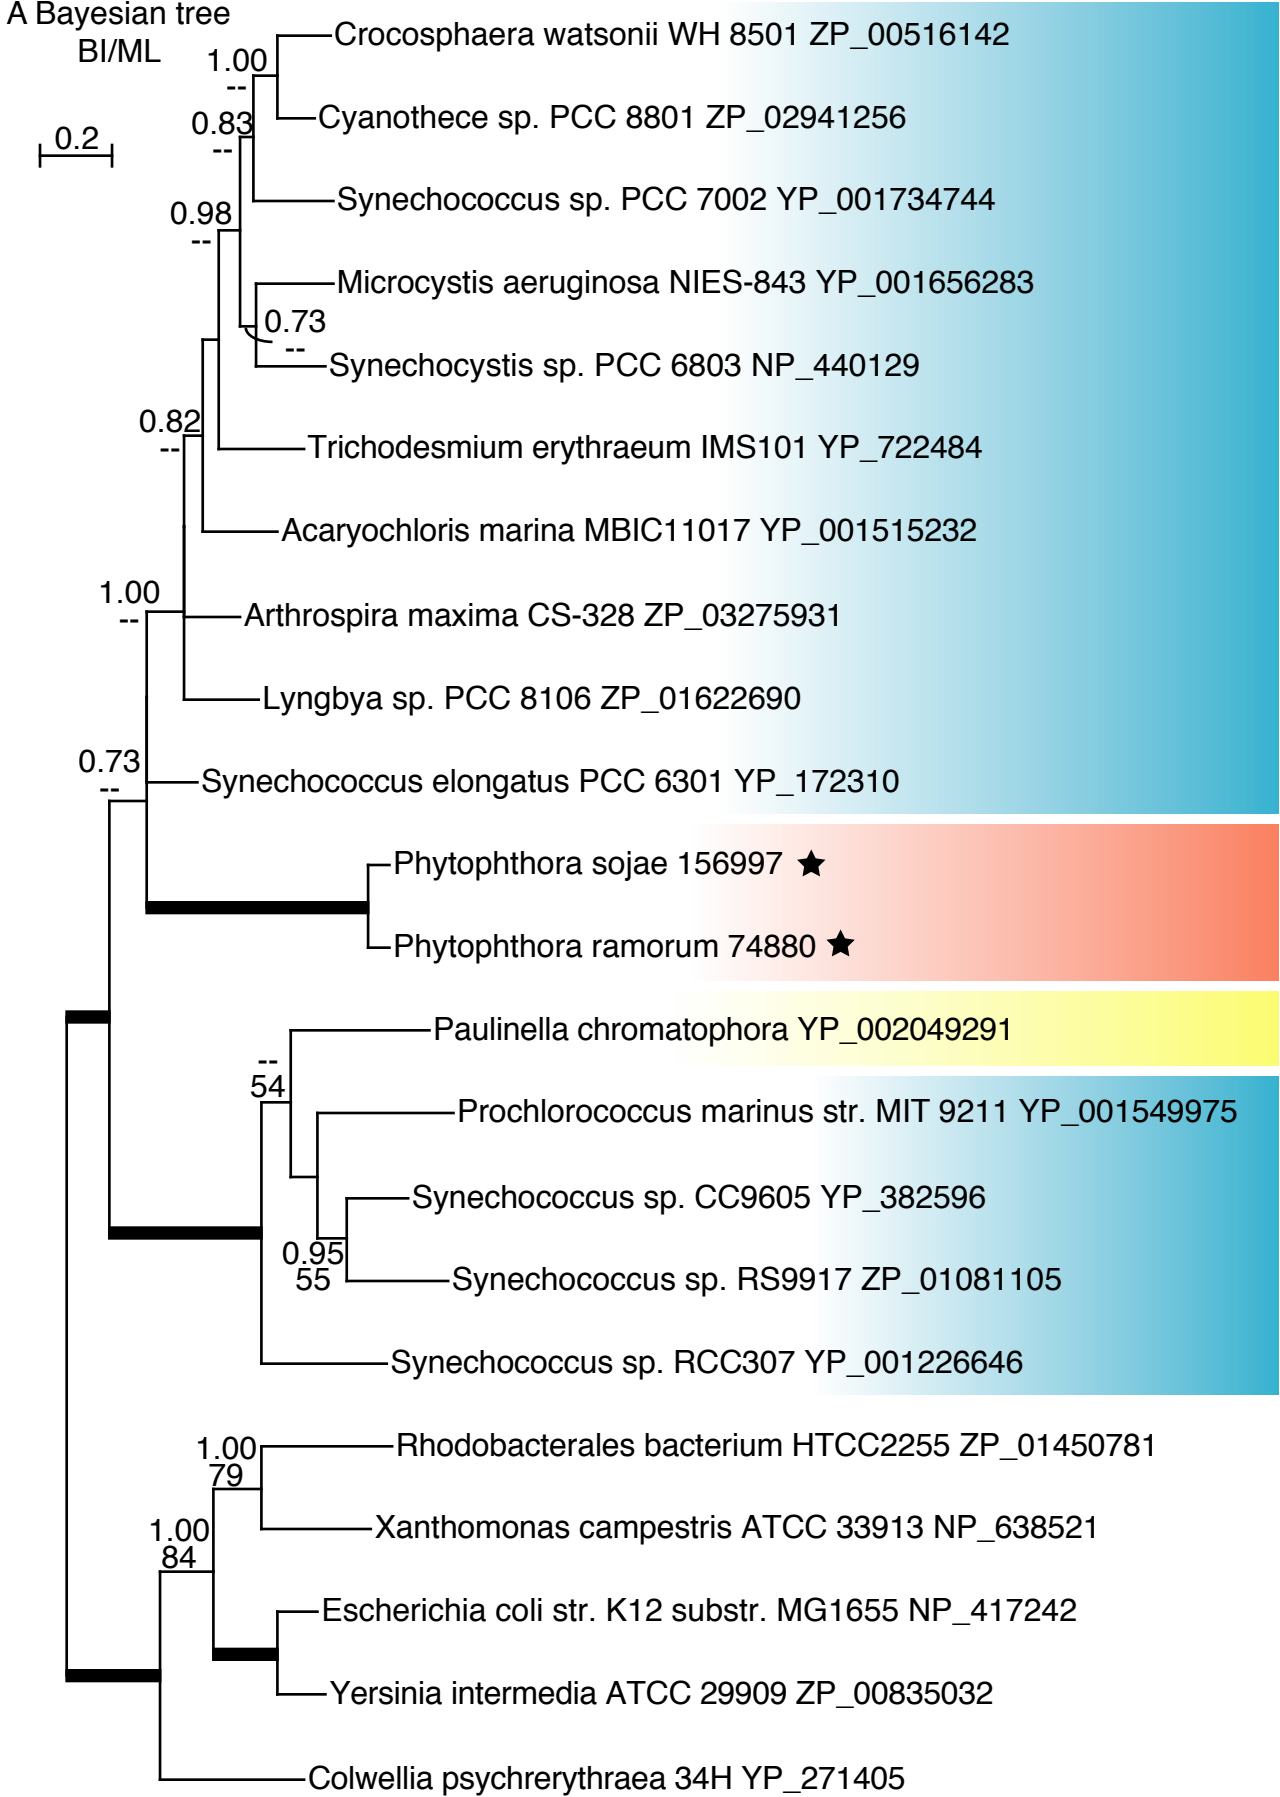 A Bayesian tree
BI/ML
Crocosphaera watsonii WH 8501 ZP_00516142
1.00
--
Cyanothece sp. PCC 8801 ZP_02941256
0.83
--
0.2
Synechococcus sp. PCC 7002 YP_001734744
0.98
--
Microcystis aeruginosa NIES-843 YP_001656283
0.73
--
Synechocystis sp. PCC 6803 NP_440129
0.82
--
Trichodesmium erythraeum IMS101 YP_722484
Acaryochloris marina MBIC11017 YP_001515232
1.00
--
Arthrospira maxima CS-328 ZP_03275931
Lyngbya sp. PCC 8106 ZP_01622690
0.73
--
Synechococcus elongatus PCC 6301 YP_172310
Phytophthora sojae 156997 ★
Phytophthora ramorum 74880 ★
Paulinella chromatophora YP_002049291
--
54
Prochlorococcus marinus str. MIT 9211 YP_001549975
Synechococcus sp. CC9605 YP_382596
0.95
55
Synechococcus sp. RS9917 ZP_01081105
Synechococcus sp. RCC307 YP_001226646
1.00
79
Rhodobacterales bacterium HTCC2255 ZP_01450781
1.00
84
Xanthomonas campestris ATCC 33913 NP_638521
Escherichia coli str. K12 substr. MG1655 NP_417242
Yersinia intermedia ATCC 29909 ZP_00835032
Colwellia psychrerythraea 34H YP_271405